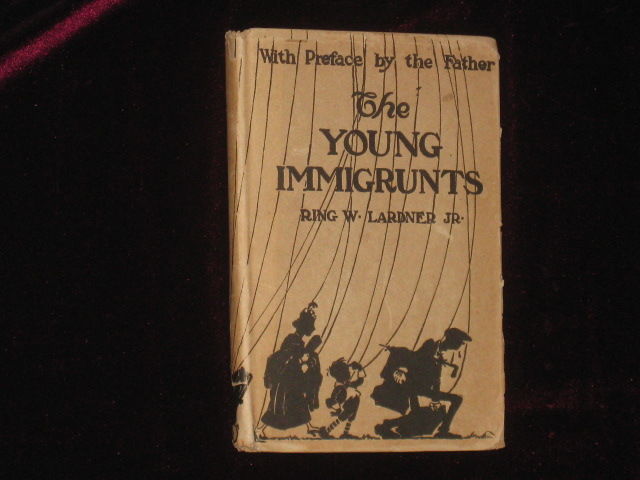 With Preface by the Father
The
YOUNG
IMMIGRUNTS
RING W. LARDNER JR.